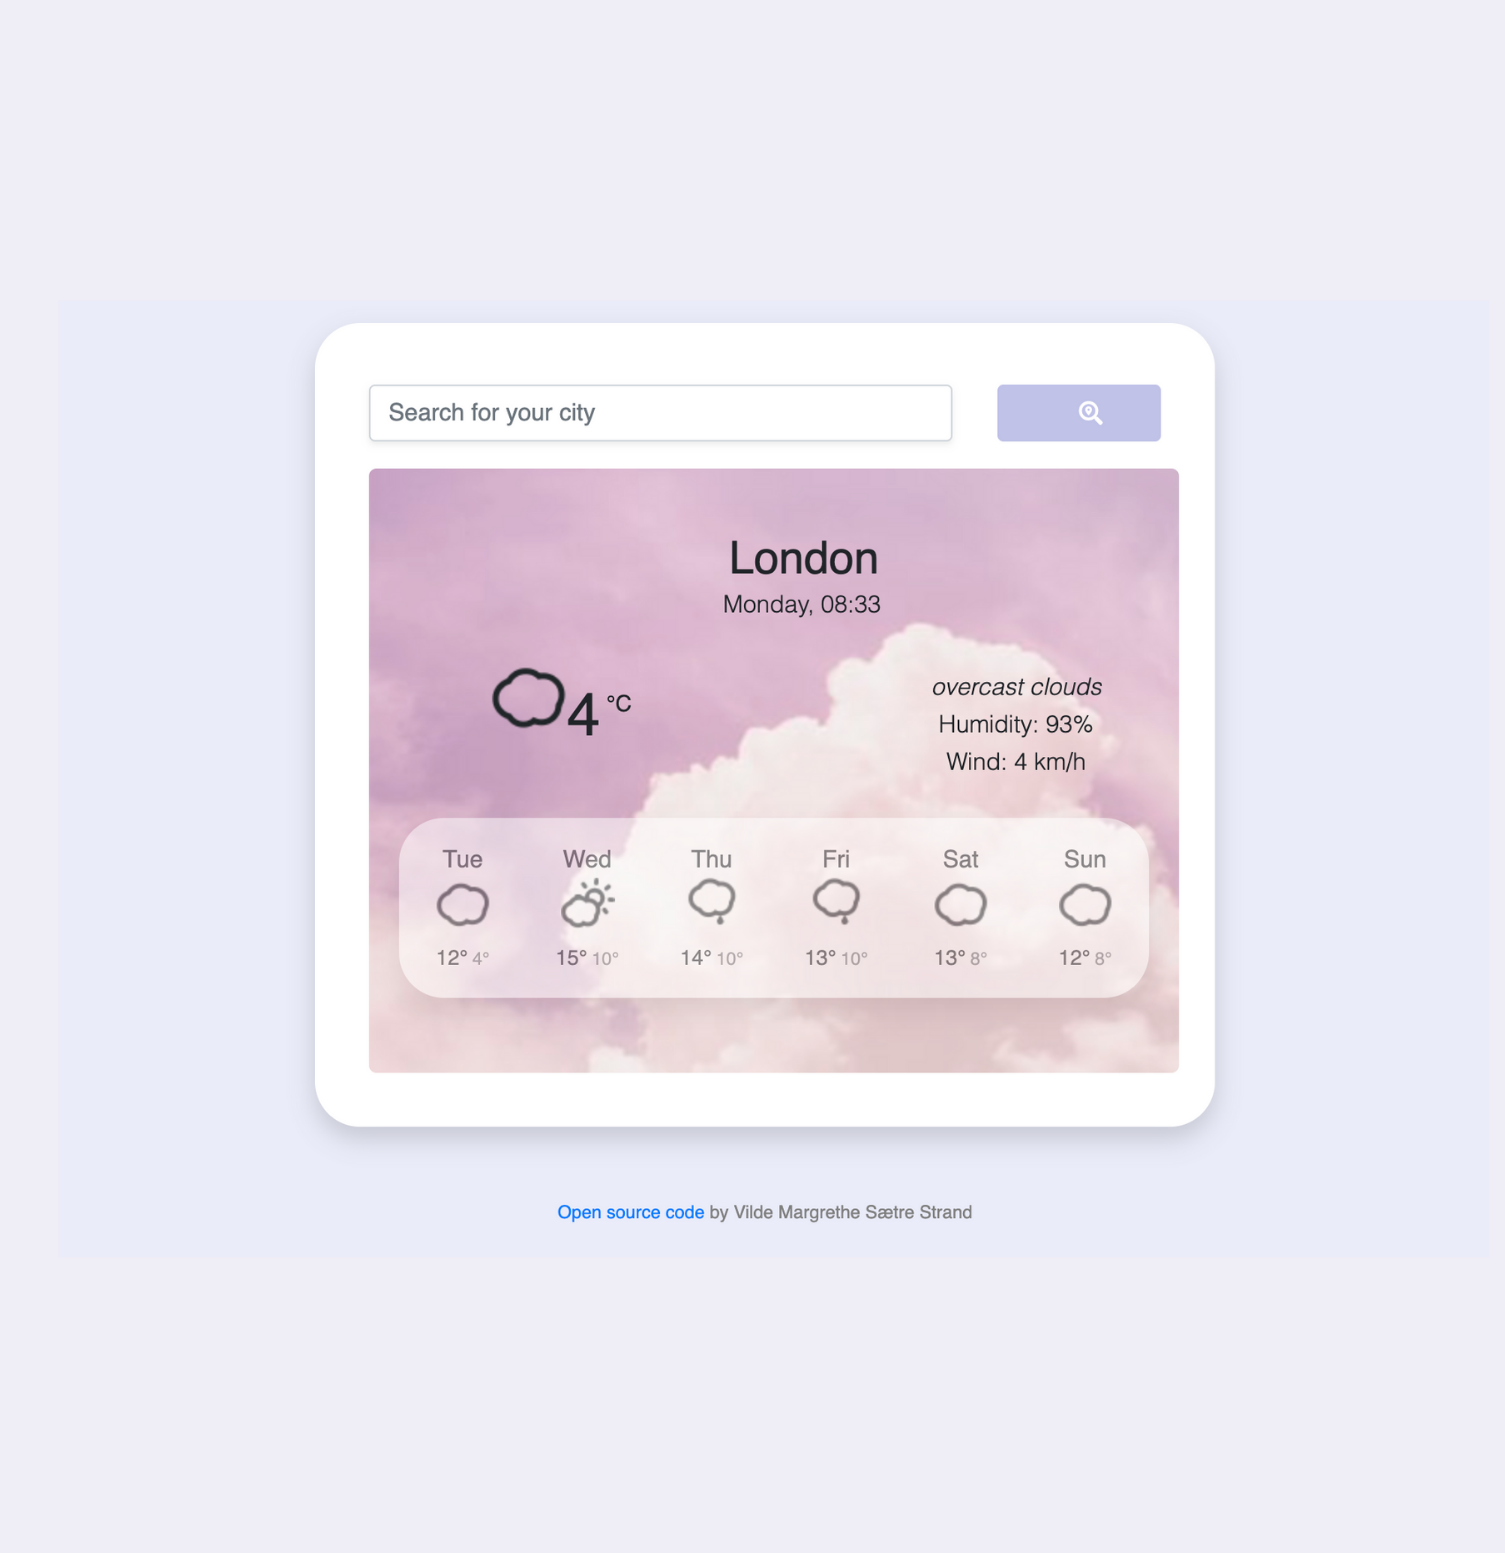 Search for your city
London
Monday, 08:33
4 °C
overcast clouds
Humidity: 93%
Wind: 4 km/h
Tue Wed Thu Fri Sat Sun
12° 4° 15° 10° 14° 10° 13° 10° 13° 8° 12° 8°
Open source code by Vilde Margrethe Sætre Strand